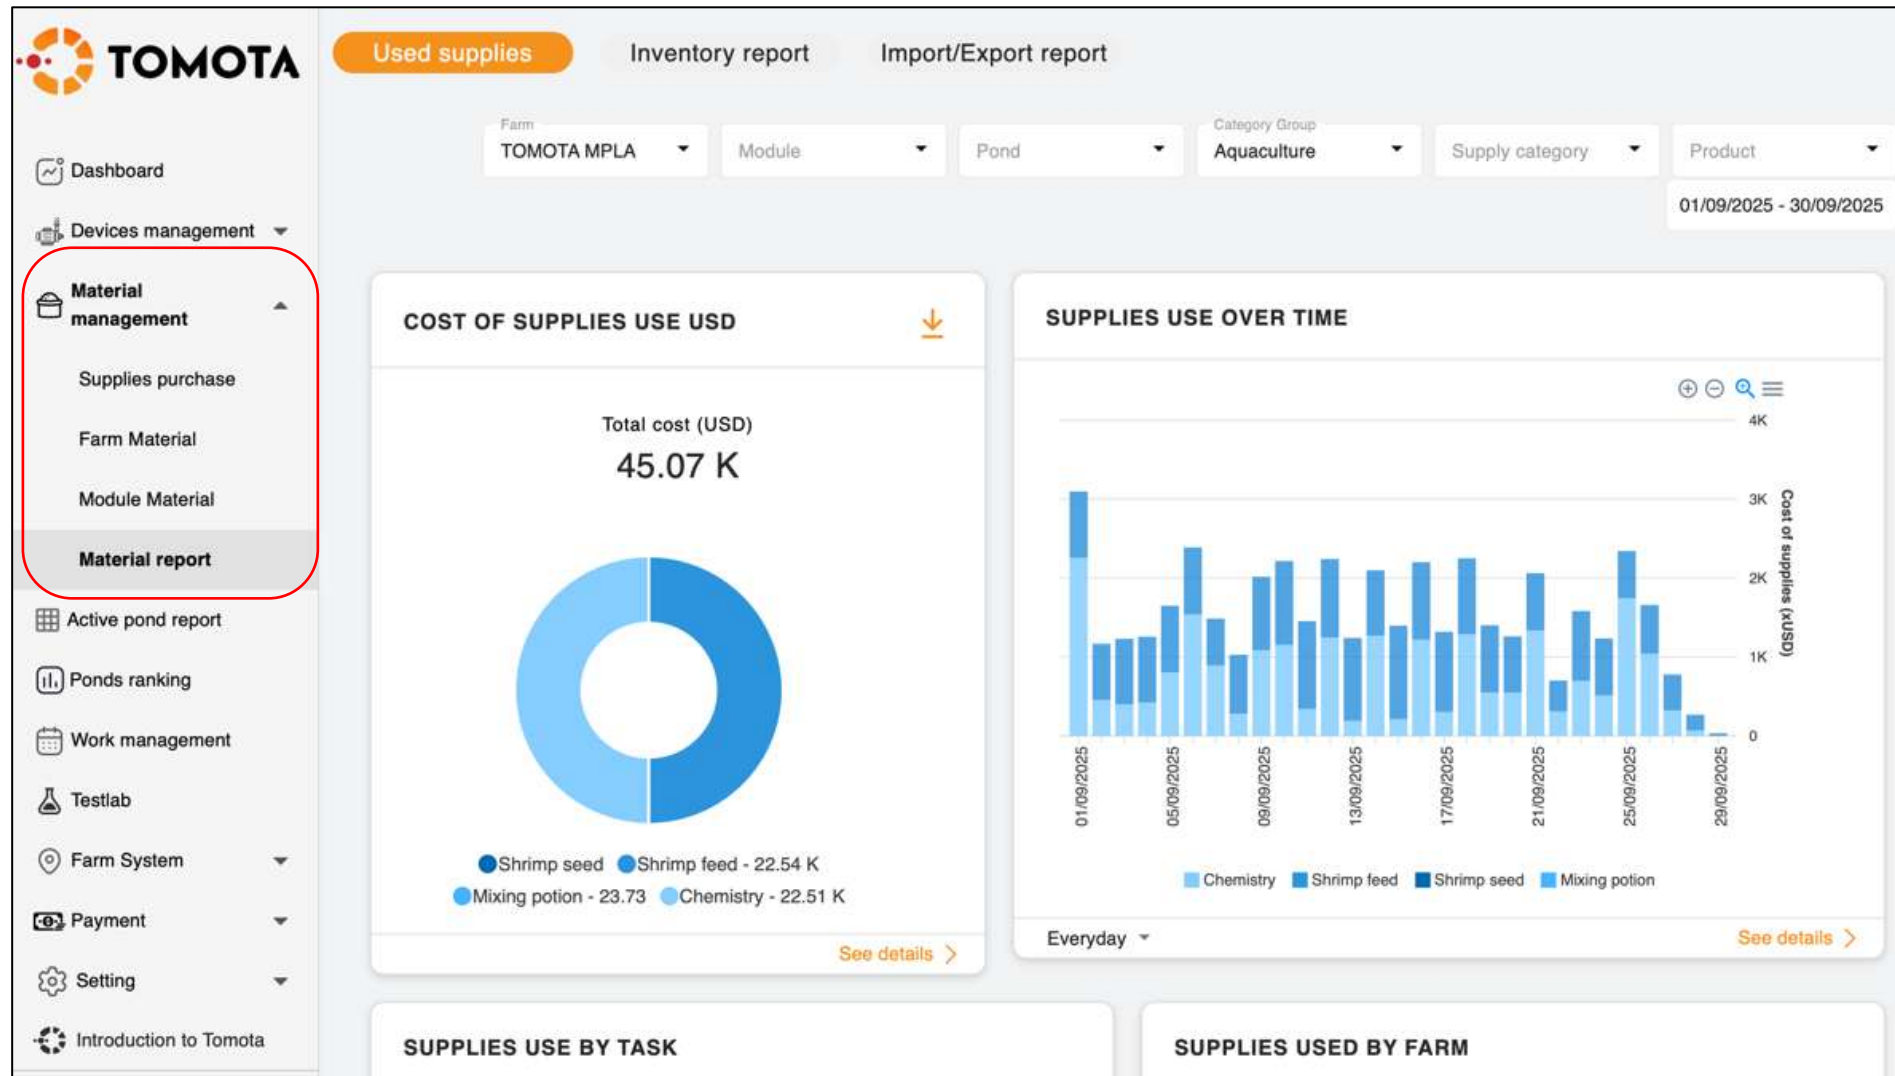 TOMOTA
Used supplies
Inventory report
Import/Export report
Farm
TOMOTA MPLA
Module
Pond
Category Group
Aquaculture
Supply category
Product
01/09/2025 - 30/09/2025
Dashboard
Devices management
Material
management
Supplies purchase
Farm Material
Module Material
Material report
Active pond report
Ponds ranking
Work management
Testlab
Farm System
Payment
Setting
Introduction to Tomota
COST OF SUPPLIES USE USD
Total cost (USD)
45.07 K
Shrimp seed Shrimp feed - 22.54 K
Mixing potion - 23.73 Chemistry - 22.51 K
See details
SUPPLIES USE OVER TIME
4K
3K
2K
1K
0
Cost of supplies (xUSD)
01/09/2025
05/09/2025
09/09/2025
13/09/2025
17/09/2025
21/09/2025
25/09/2025
29/09/2025
Chemistry Shrimp feed Shrimp seed Mixing potion
Everyday
See details
SUPPLIES USE BY TASK
SUPPLIES USED BY FARM